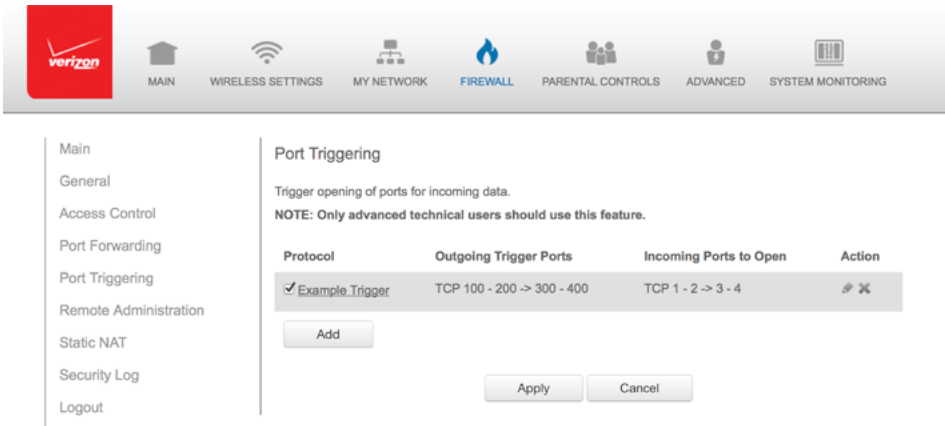 verizon
MAIN
WIRELESS SETTINGS
MY NETWORK
FIREWALL
PARENTAL CONTROLS
ADVANCED
SYSTEM MONITORING
Main
General
Access Control
Port Forwarding
Port Triggering
Remote Administration
Static NAT
Security Log
Logout
Port Triggering
Trigger opening of ports for incoming data.
NOTE: Only advanced technical users should use this feature.
Protocol Outgoing Trigger Ports Incoming Ports to Open Action
Example Trigger TCP 100 - 200 -> 300 - 400 TCP 1 - 2 -> 3 - 4
Add
Apply Cancel